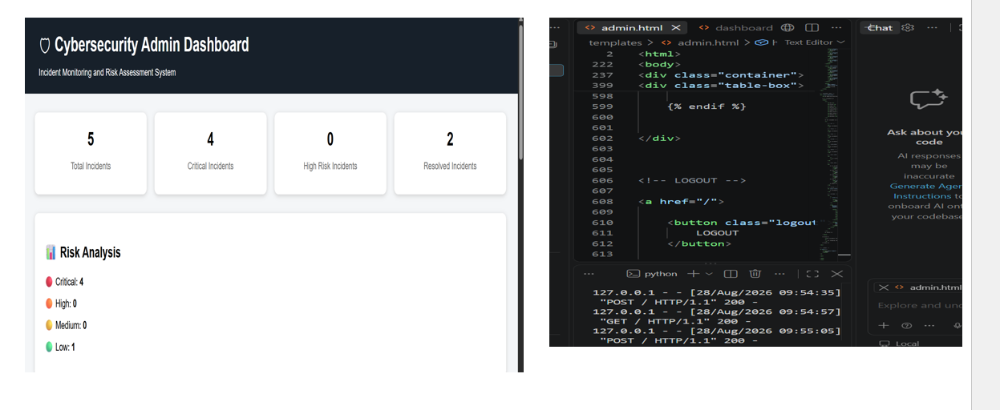 Cybersecurity Admin Dashboard
Incident Monitoring and Risk Assessment System
5
Total Incidents
4
Critical Incidents
0
High Risk Incidents
2
Resolved Incidents
Risk Analysis
Critical: 4
High: 0
Medium: 0
Low: 1
admin.html
dashboard
templates > admin.html >
Text Editor
2 <html>
222 <body>
237 <div class="container">
399 <div class="table-box">
598
599 {% endif %}
600
601
602 </div>
603
604
605
606 <!-- LOGOUT -->
607
608 <a href="/">
609
610 <button class="logout
611 LOGOUT
612 </button>
613
python
127.0.0.1 - - [28/Aug/2026 09:54:35]
"POST / HTTP/1.1" 200 -
127.0.0.1 - - [28/Aug/2026 09:54:57]
"GET / HTTP/1.1" 200 -
127.0.0.1 - - [28/Aug/2026 09:55:05]
"POST / HTTP/1.1" 200 -
Chat
Ask about you
code
AI responses
may be
inaccurate
Generate Agen
Instructions to
onboard AI ont
your codebase
admin.html
Explore and und
Local